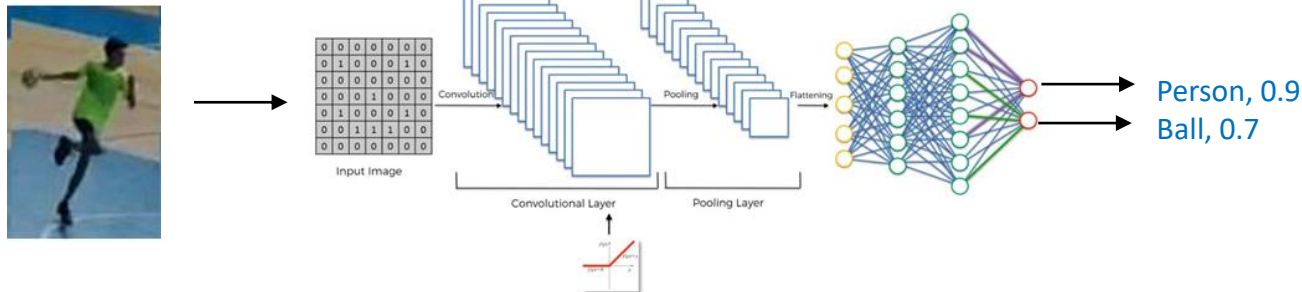 0 0 0 0 0 0 0
0 1 0 0 0 1 0
0 0 0 0 0 0 0
0 0 0 1 0 0 0
0 1 0 0 0 1 0
0 0 1 1 1 0 0
0 0 0 0 0 0 0
Input Image
Convolution
Pooling
Flattening
Convolutional Layer
Pooling Layer
Person, 0.9
Ball, 0.7